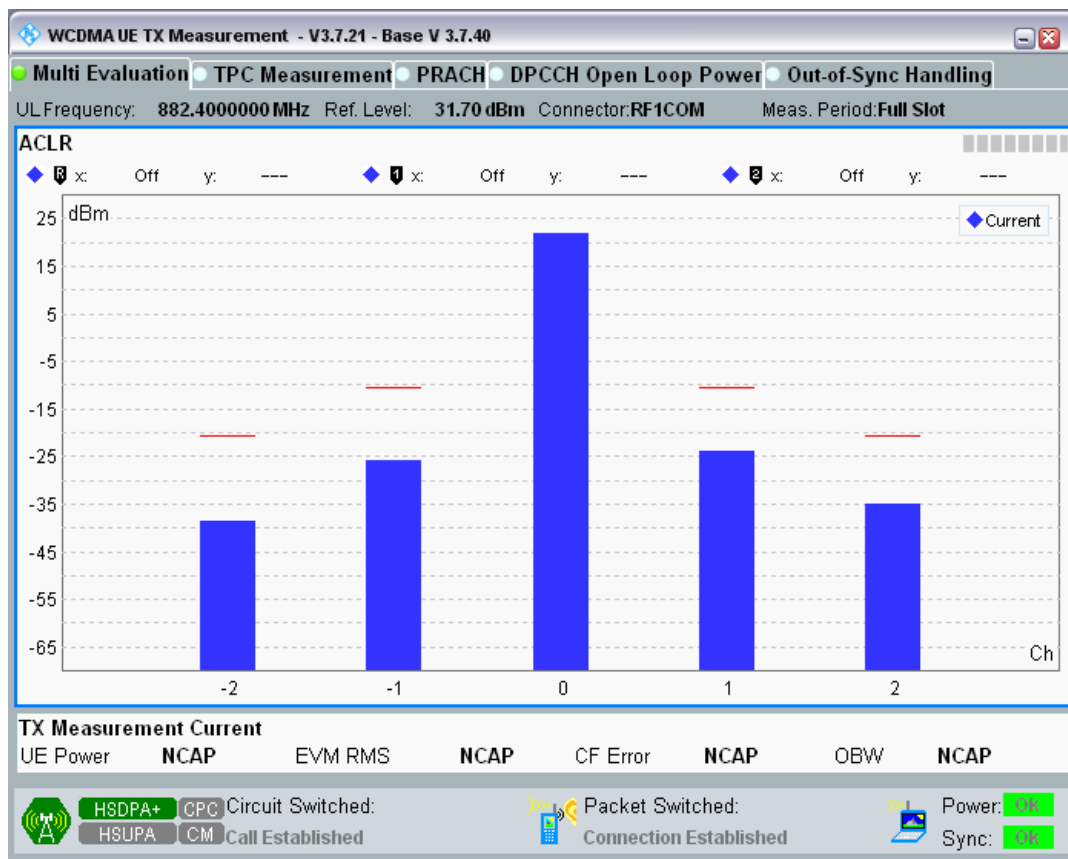 WCDMA UE TX Measurement - V3.7.21 - Base V 3.7.40
Multi Evaluation TPC Measurement PRACH DPCCH Open Loop Power Out-of-Sync Handling
UL Frequency: 882.4000000 MHz Ref. Level: 31.70 dBm Connector:RF1COM Meas. Period:Full Slot
ACLR
R x: Off y: --- 1 x: Off y: --- 2 x: Off y: ---
dBm
Current
25
15
5
-5
-15
-25
-35
-45
-55
-65
Ch
-2 -1 0 1 2
TX Measurement Current
UE Power NCAP EVM RMS NCAP CF Error NCAP OBW NCAP
HSDPA+ CPC Circuit Switched: Packet Switched: Power: OK
HSUPA CM Call Established Connection Established Sync: OK